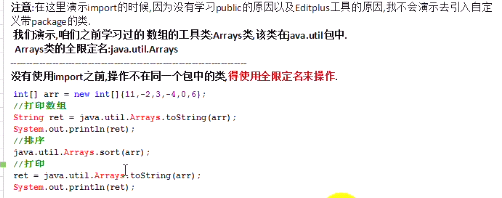 注意:在这里演示import的时候,因为没有学习public的原因以及Editplus工具的原因,我不会演示去引入自定
义带package的类.
我们演示,咱们之前学习过的 数组的工具类:Arrays类,该类在java.util包中.
Arrays类的全限定名:java.util.Arrays
------------------------------------------------------------
没有使用import之前,操作不在同一个包中的类,得使用全限定名来操作.
int[] arr = new int[]{11,-2,3,-4,0,6};
//打印数组
String ret = java.util.Arrays.toString(arr);
System.out.println(ret);
//排序
java.util.Arrays.sort(arr);
//打印
ret = java.util.Arrays.toString(arr);
System.out.println(ret);